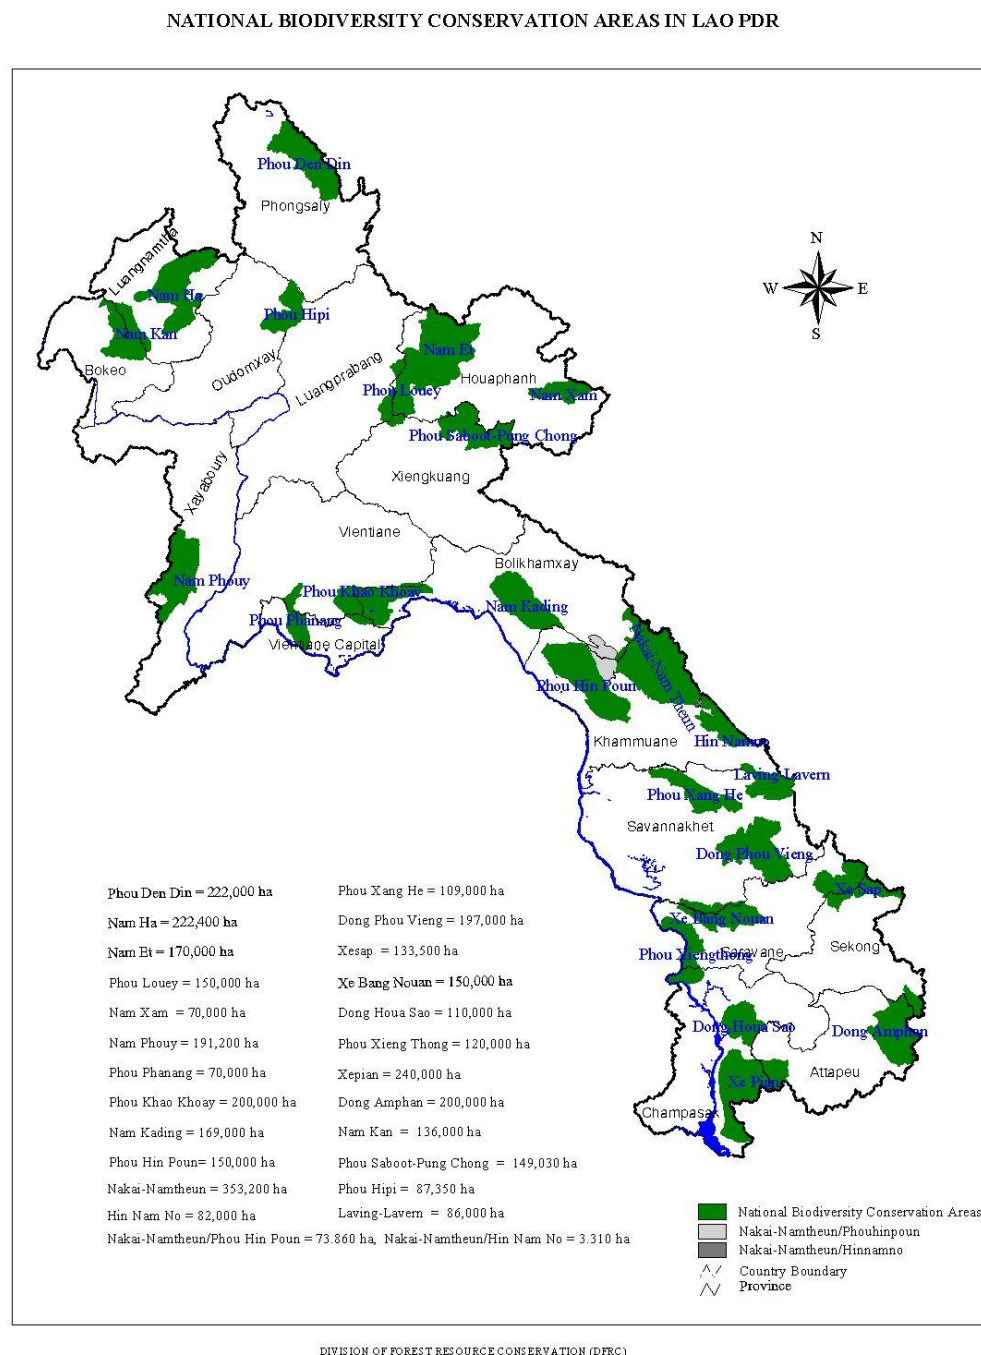 NATIONAL BIODIVERSITY CONSERVATION AREAS IN LAO PDR
Phou Den Din
Phongsaly
N
W E
S
Luangnamtha
Nam Ha
Phou Hipi
Nam Kan
Nam Et
Bokeo
Oudomxay
Luangprabang
Houaphanh
Phou Louey
Nam Xam
Phou Saboot-Pung Chong
Xiengkuang
Xayaboury
Vientiane
Bolikhamxay
Nam Phouy
Phou Khao Khoay
Nam Kading
Phou Phanang
Vientiane Capital
Nakai-Nam Theun
Phou Hin Poun
Khammuane
Hin Namno
Laving-Lavern
Phou Xang He
Savannakhet
Dong Phou Vieng
Xe Sap
Xe Bang Nouan
Saravane
Sekong
Phou Xiengthong
Dong Houa Sao
Dong Amphan
Attapeu
Xe Pian
Champasak
Phou Den Din = 222,000 ha
Nam Ha = 222,400 ha
Nam Et = 170,000 ha
Phou Louey = 150,000 ha
Nam Xam = 70,000 ha
Nam Phouy = 191,200 ha
Phou Phanang = 70,000 ha
Phou Khao Khoay = 200,000 ha
Nam Kading = 169,000 ha
Phou Hin Poun= 150,000 ha
Nakai-Namtheun = 353,200 ha
Hin Nam No = 82,000 ha
Phou Xang He = 109,000 ha
Dong Phou Vieng = 197,000 ha
Xesap = 133,500 ha
Xe Bang Nouan = 150,000 ha
Dong Houa Sao = 110,000 ha
Phou Xieng Thong = 120,000 ha
Xepian = 240,000 ha
Dong Amphan = 200,000 ha
Nam Kan = 136,000 ha
Phou Saboot-Pung Chong = 149,030 ha
Phou Hipi = 87,350 ha
Laving-Lavern = 86,000 ha
Nakai-Namtheun/Phou Hin Poun = 73.860 ha, Nakai-Namtheun/Hin Nam No = 3.310 ha
National Biodiversity Conservation Areas
Nakai-Namtheun/Phouhinpoun
Nakai-Namtheun/Hinnamno
Country Boundary
Province
DIVISION OF FOREST RESOURCE CONSERVATION (DFRC)